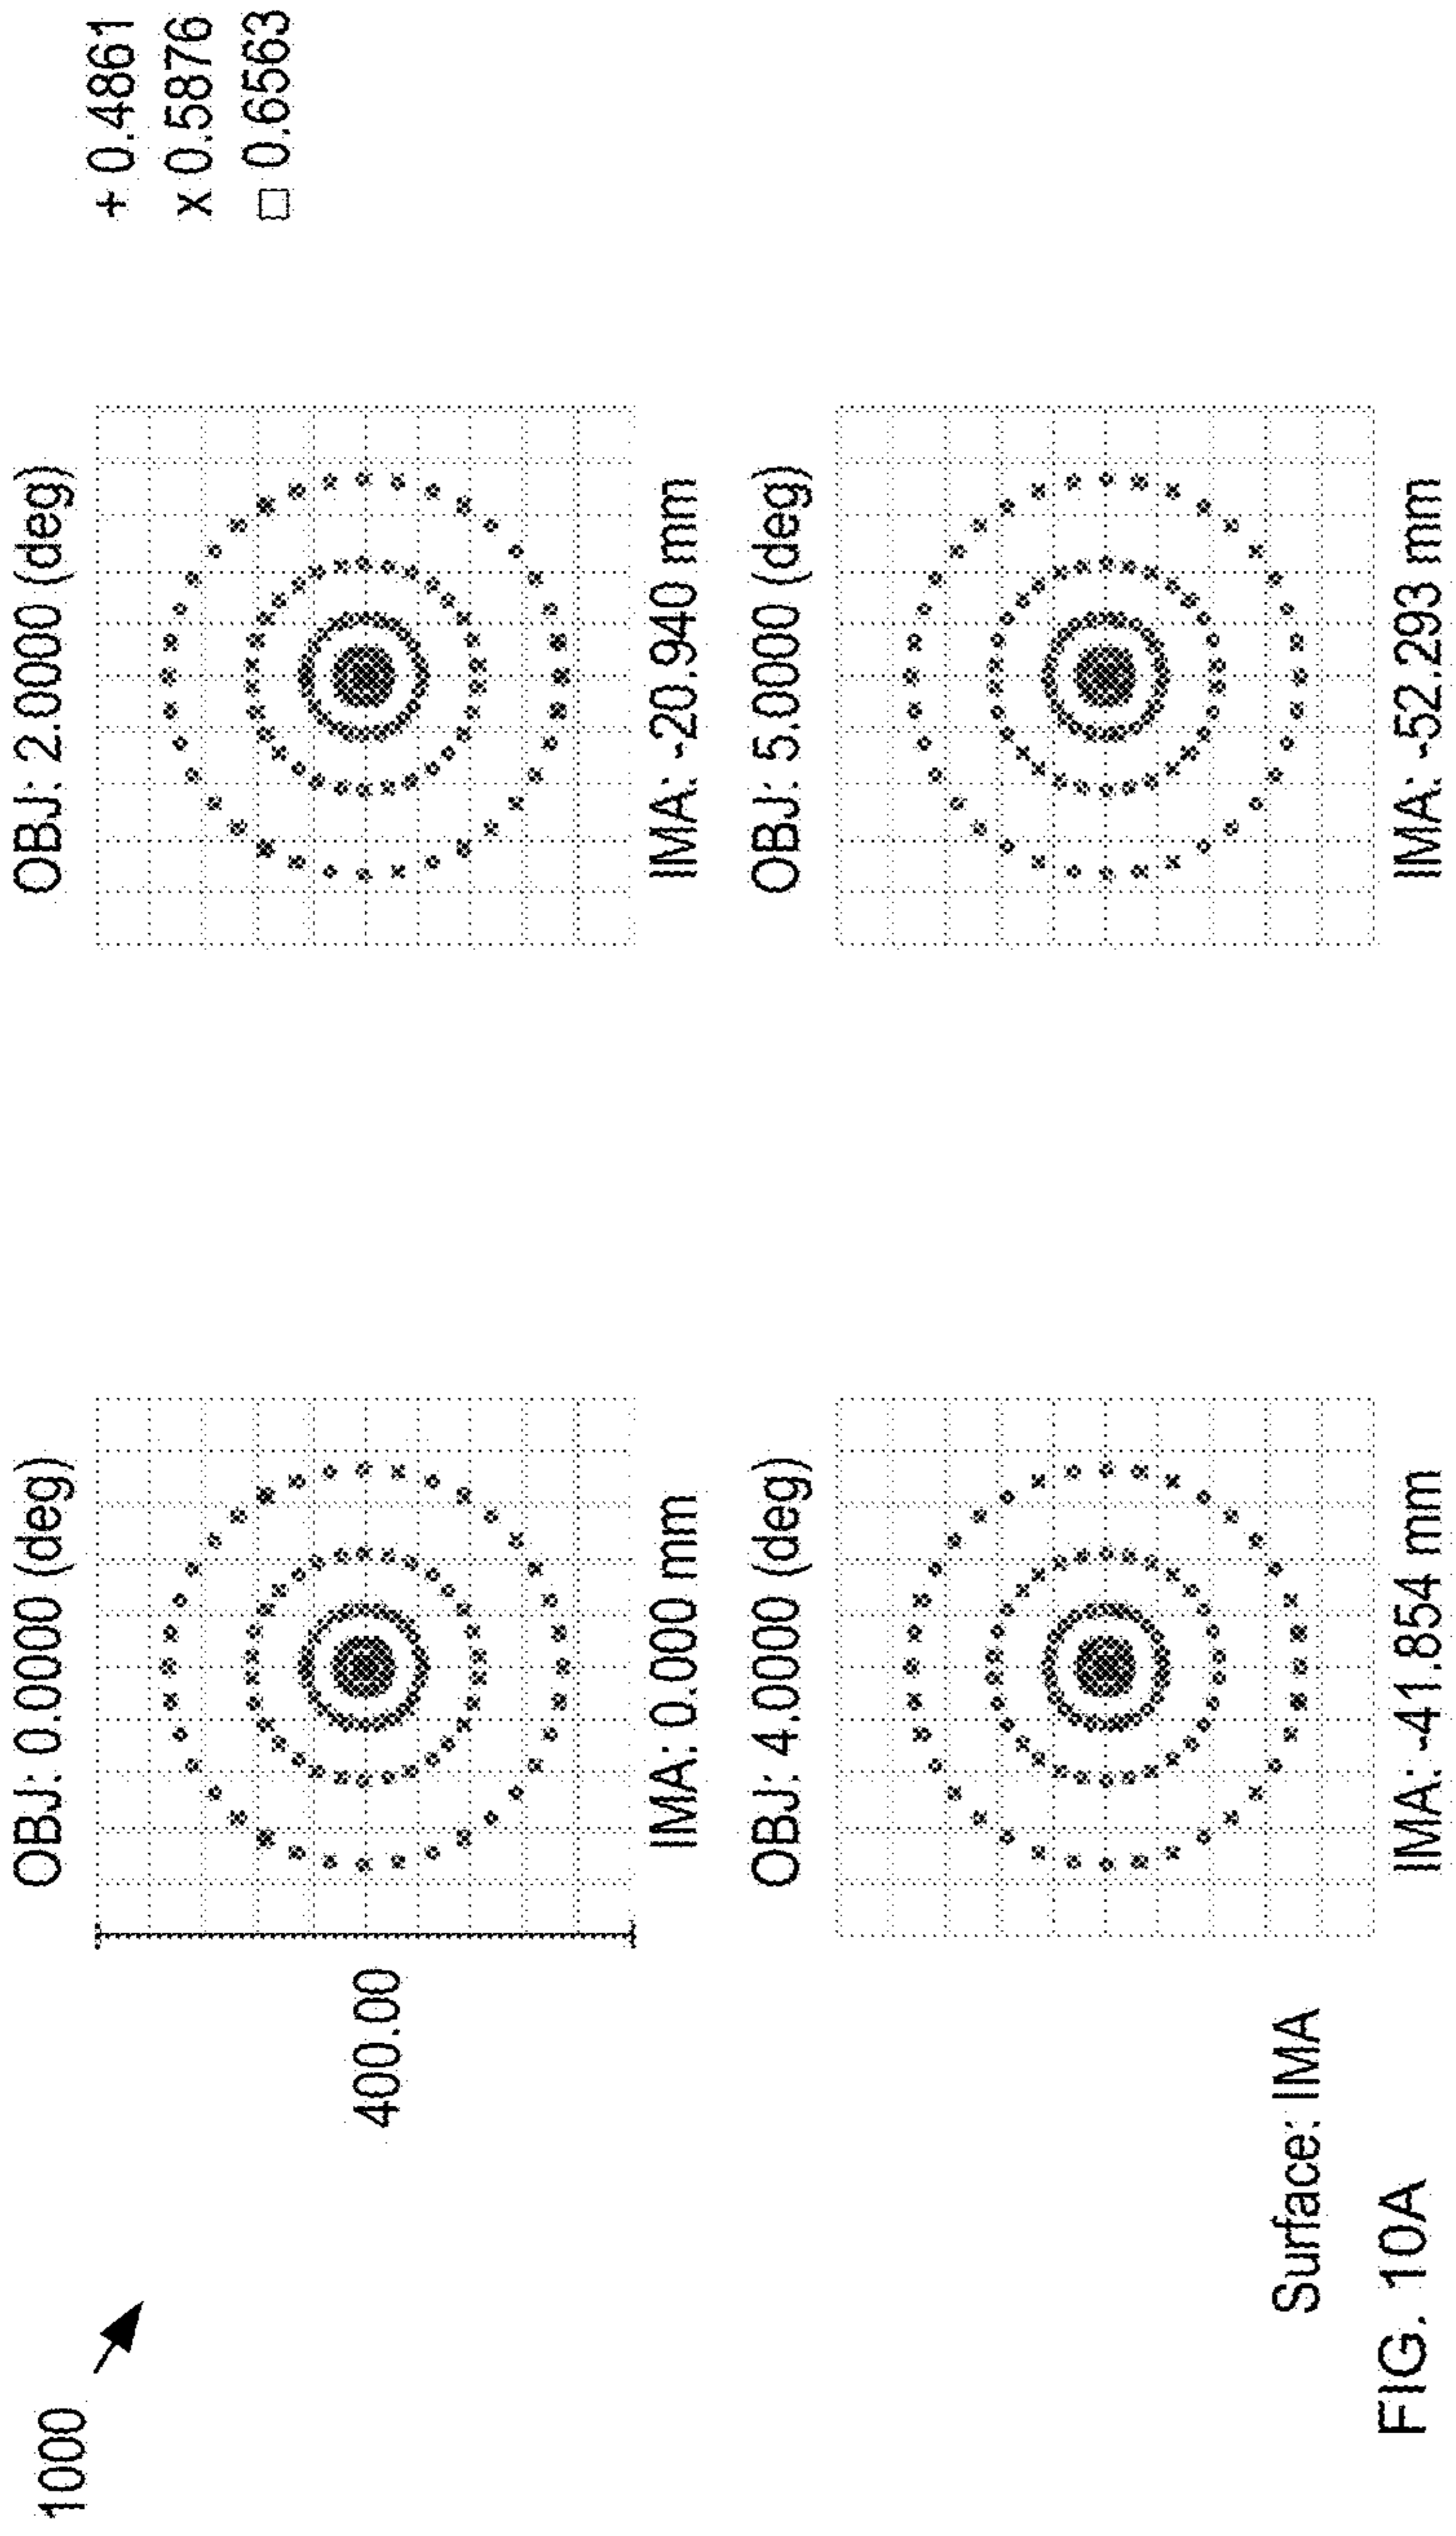 1000
+ 0.4861
x 0.5876
□ 0.6563
OBJ: 0.0000 (deg)
OBJ: 2.0000 (deg)
400.00
IMA: 0.000 mm
IMA: -20.940 mm
OBJ: 4.0000 (deg)
OBJ: 5.0000 (deg)
IMA: -41.854 mm
IMA: -52.293 mm
Surface: IMA
FIG. 10A